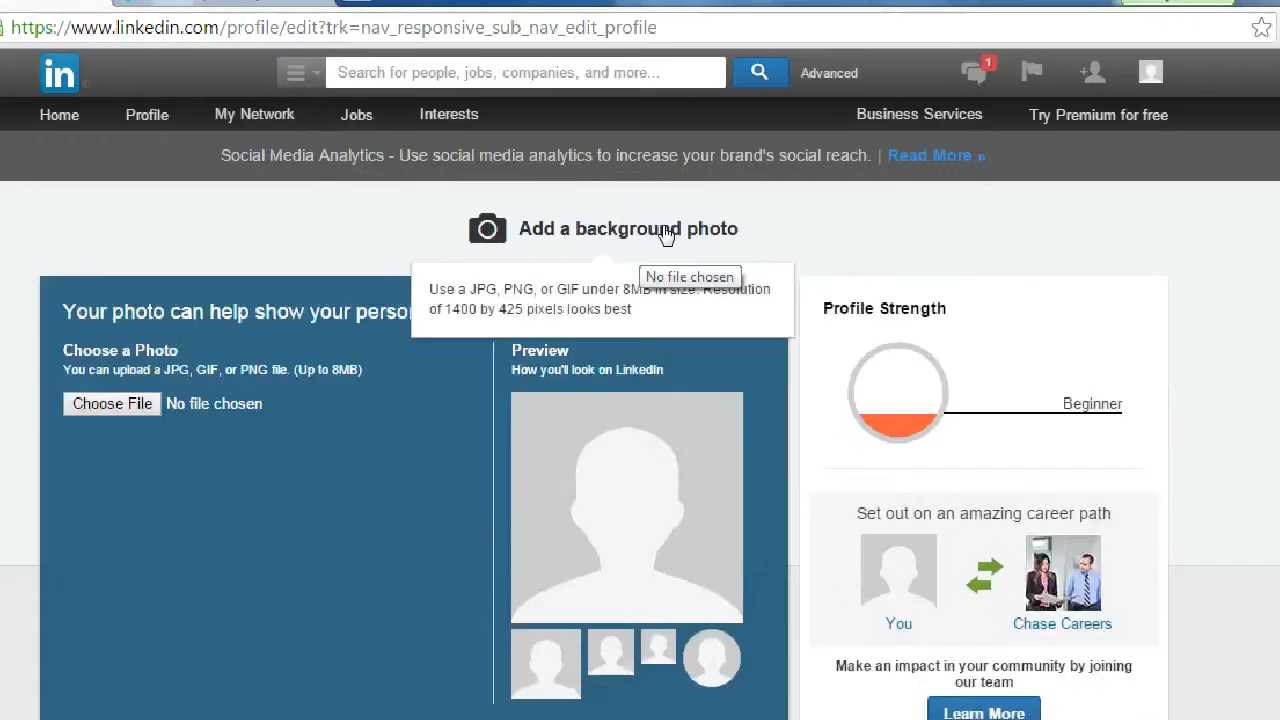 https://www.linkedin.com/profile/edit?trk=nav_responsive_sub_nav_edit_profile
in
Search for people, jobs, companies, and more...
Advanced
1
Home
Profile
My Network
Jobs
Interests
Business Services
Try Premium for free
Social Media Analytics - Use social media analytics to increase your brand's social reach. | Read More »
Add a background photo
No file chosen
Use a JPG, PNG, or GIF under 8MB in size. Resolution
of 1400 by 425 pixels looks best
Your photo can help show your perso
Choose a Photo
You can upload a JPG, GIF, or PNG file. (Up to 8MB)
Choose File No file chosen
Preview
How you'll look on LinkedIn
Profile Strength
Beginner
Set out on an amazing career path
You
Chase Careers
Make an impact in your community by joining
our team
Learn More